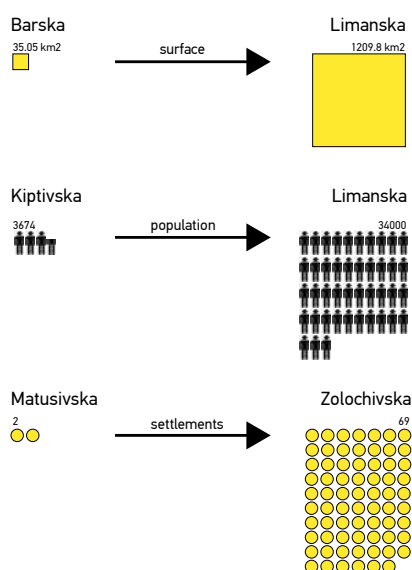 Barska
Limanska
35.05 km2
surface
1209.8 km2
Kiptivska
Limanska
3674
population
34000
Matusivska
Zolochivska
2
settlements
69